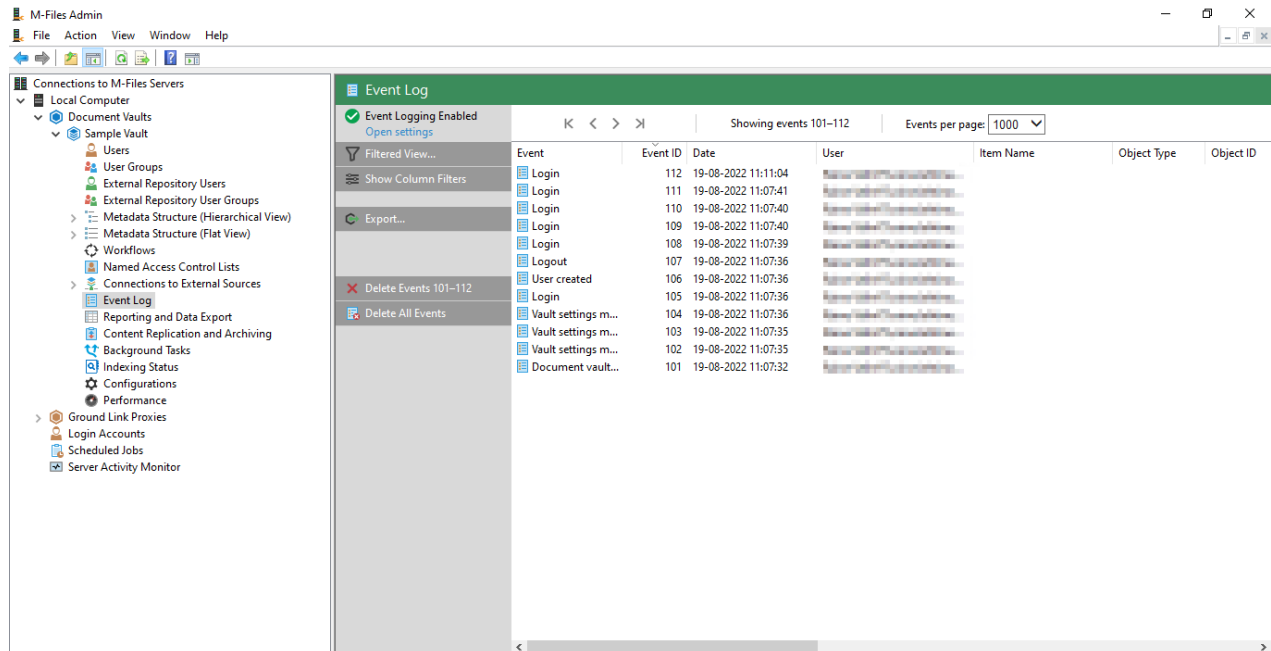 M-Files Admin
File Action View Window Help
Connections to M-Files Servers
Local Computer
Document Vaults
Sample Vault
Users
User Groups
External Repository Users
External Repository User Groups
Metadata Structure (Hierarchical View)
Metadata Structure (Flat View)
Workflows
Named Access Control Lists
Connections to External Sources
Event Log
Reporting and Data Export
Content Replication and Archiving
Background Tasks
Indexing Status
Configurations
Performance
Ground Link Proxies
Login Accounts
Scheduled Jobs
Server Activity Monitor
Event Log
Event Logging Enabled
Open settings
Filtered View...
Show Column Filters
Export...
Delete Events 101–112
Delete All Events
Showing events 101–112 Events per page: 1000
Event Event ID Date User Item Name Object Type Object ID
Login 112 19-08-2022 11:11:04
Login 111 19-08-2022 11:07:41
Login 110 19-08-2022 11:07:40
Login 109 19-08-2022 11:07:40
Login 108 19-08-2022 11:07:39
Logout 107 19-08-2022 11:07:36
User created 106 19-08-2022 11:07:36
Login 105 19-08-2022 11:07:36
Vault settings m... 104 19-08-2022 11:07:36
Vault settings m... 103 19-08-2022 11:07:35
Vault settings m... 102 19-08-2022 11:07:35
Document vault... 101 19-08-2022 11:07:32